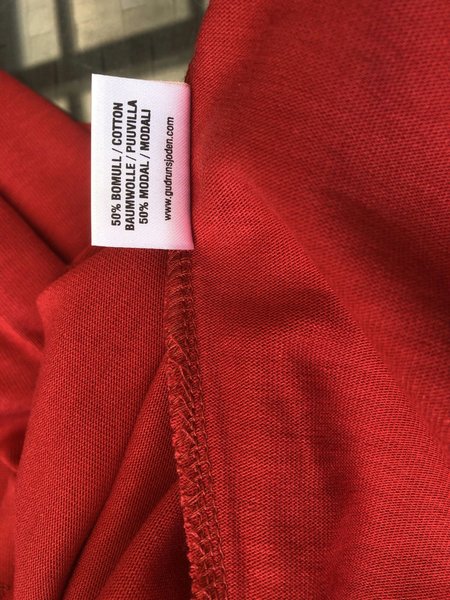 50% BOMULL / COTTON
BAUMWOLLE / PUUVILLA
50% MODAL / MODALI
www.gudrunsjoden.com